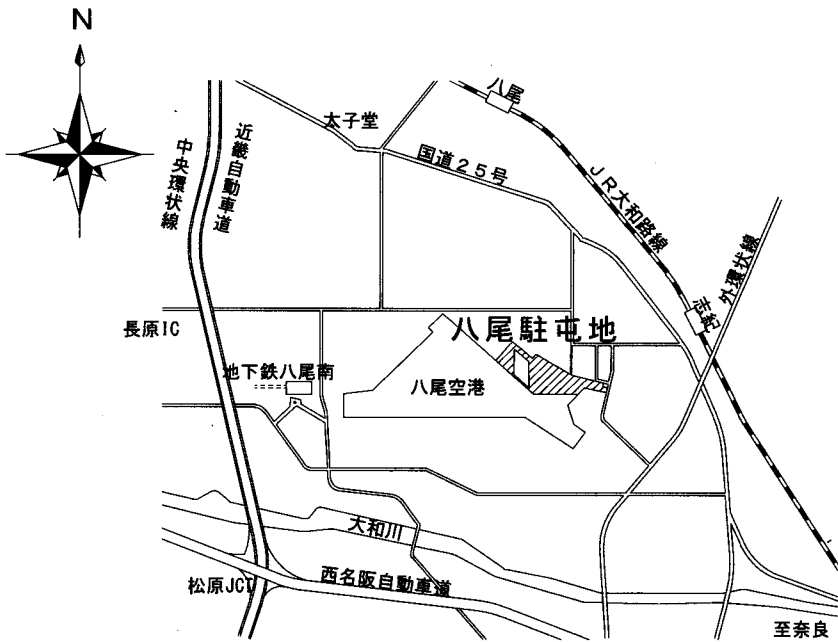 N
八尾
太子堂
国道25号
近畿自動車道
中央環状線
JR大和路線
外環状線
志紀
長原IC
八尾駐屯地
地下鉄八尾南
八尾空港
大和川
松原JCT
西名阪自動車道
至奈良